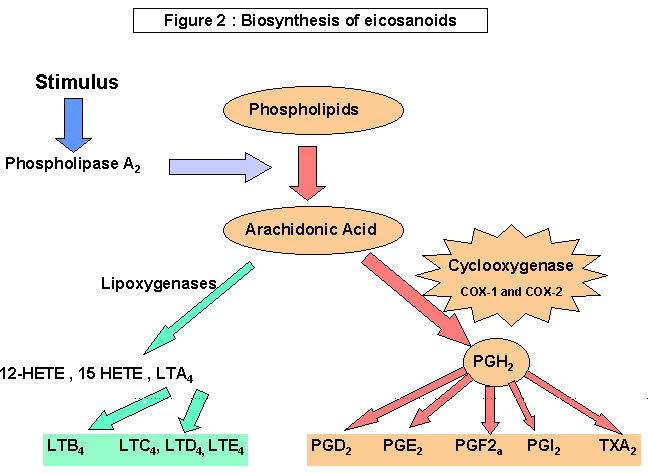 Figure 2 : Biosynthesis of eicosanoids
Stimulus
Phospholipids
Phospholipase A₂
Arachidonic Acid
Cyclooxygenase
COX-1 and COX-2
Lipoxygenases
PGH₂
12-HETE , 15 HETE , LTA₄
LTB₄ LTC₄, LTD₄, LTE₄ PGD₂ PGE₂ PGF2ₐ PGI₂ TXA₂